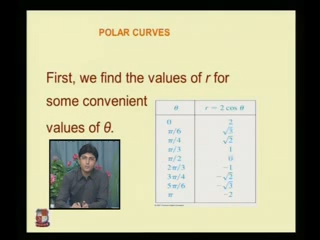 POLAR CURVES
First, we find the values of r for
some convenient
values of θ.
θ r = 2 cos θ
0 2
π/6 √3
π/4 √2
π/3 1
π/2 0
2π/3 −1
3π/4 −√2
5π/6 −√3
π −2